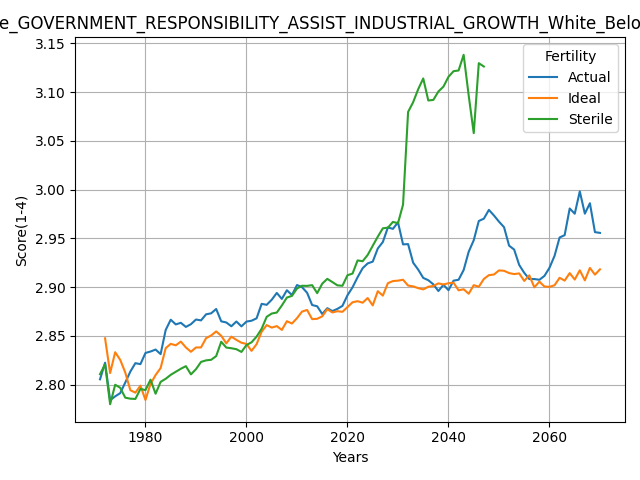 e_GOVERNMENT_RESPONSIBILITY_ASSIST_INDUSTRIAL_GROWTH_White_Belo
3.15
3.10
3.05
3.00
2.95
2.90
2.85
2.80
Score(1-4)
Fertility
Actual
Ideal
Sterile
1980
2000
2020
2040
2060
Years